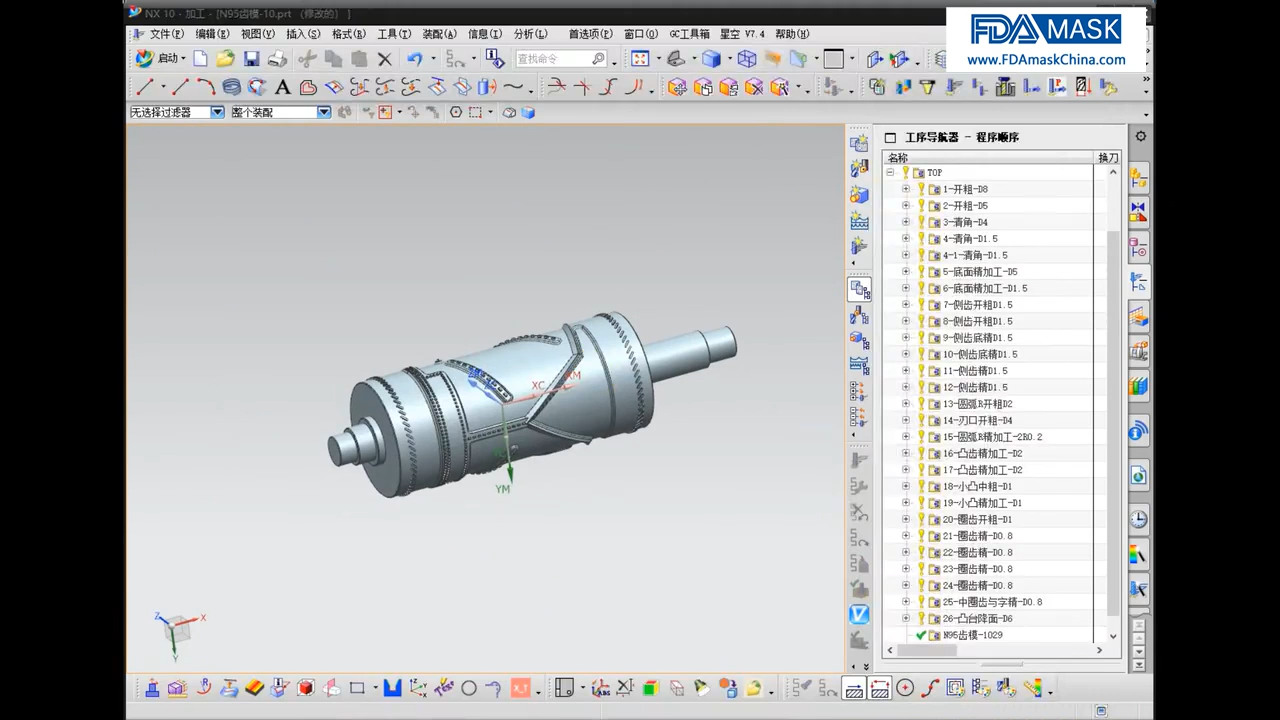 NX 10 - 加工 - [N95齿模-10.prt （修改的） ]
FDA MASK
www.FDAmaskChina.com
文件(F) 编辑(E) 视图(V) 插入(S) 格式(R) 工具(T) 装配(A) 信息(I) 分析(L) 首选项(P) 窗口(O) GC工具箱 星空 V7.4 帮助(H)
启动 查找命令
无选择过滤器 整个装配
工序导航器 - 程序顺序
名称 换刀
TOP
1-开粗-D8
2-开粗-D5
3-清角-D4
4-清角-D1.5
4-1-清角-D1.5
5-底面精加工-D5
6-底面精加工-D1.5
7-侧齿开粗D1.5
8-侧齿开粗D1.5
9-侧齿底精D1.5
10-侧齿底精D1.5
11-侧齿精D1.5
12-侧齿精D1.5
13-圆弧R开粗D2
14-刃口开粗-D4
15-圆弧R精加工-2R0.2
16-凸齿精加工-D2
17-凸齿精加工-D2
18-小凸中粗-D1
19-小凸精加工-D1
20-圈齿开粗-D1
21-圈齿精-D0.8
22-圈齿精-D0.8
23-圈齿精-D0.8
24-圈齿精-D0.8
25-中圈齿与字精-D0.8
26-凸台降面-D6
N95齿模-1029
XC XM
YM
Z X
Y